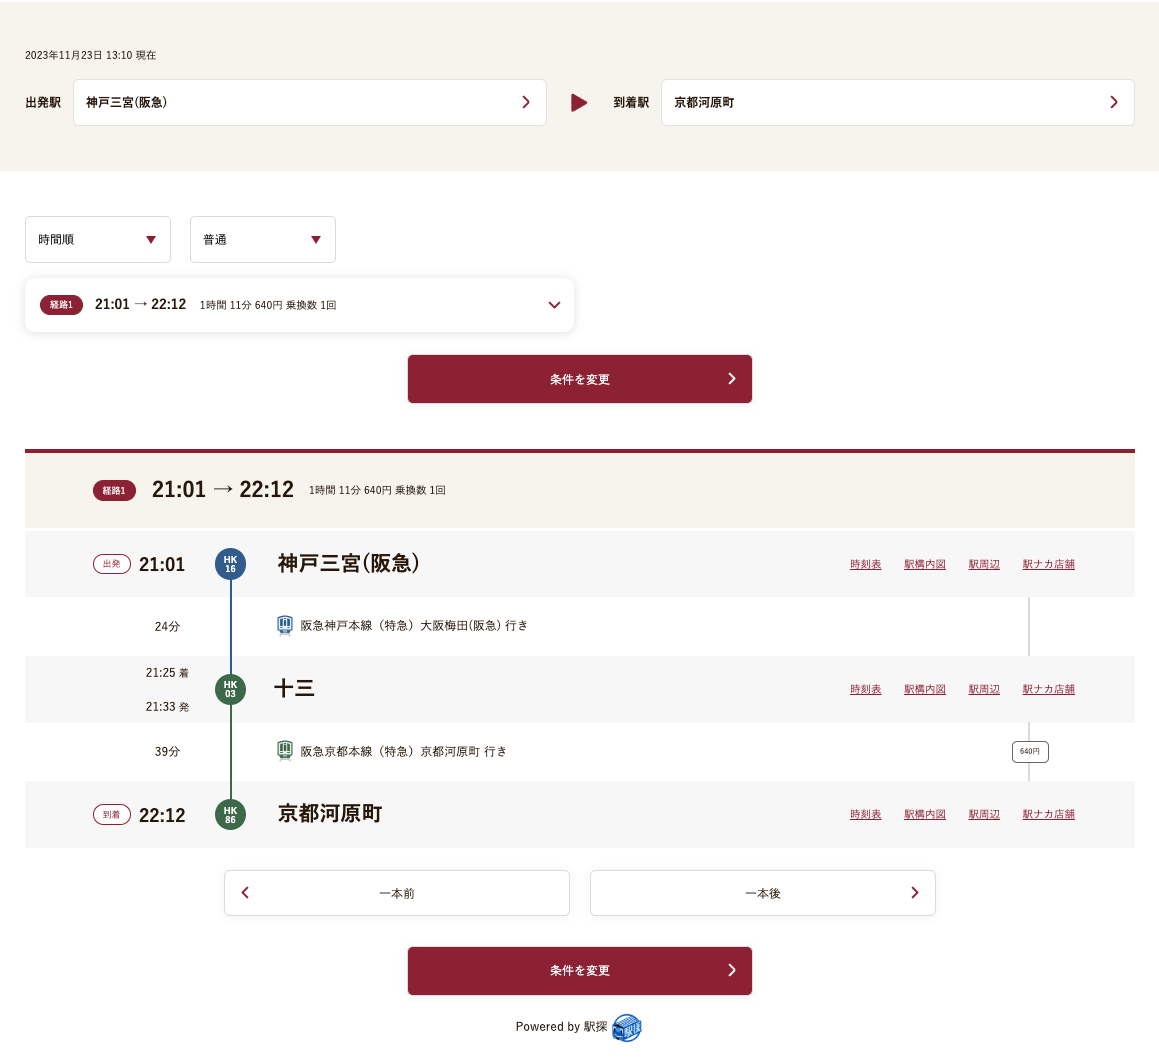 2023年11月23日 13:10 現在
出発駅 神戸三宮(阪急) 到着駅 京都河原町
時間順 普通
経路1 21:01 → 22:12 1時間 11分 640円 乗換数 1回
条件を変更
経路1 21:01 → 22:12 1時間 11分 640円 乗換数 1回
出発 21:01 HK 16 神戸三宮(阪急) 時刻表 駅構内図 駅周辺 駅ナカ店舗
24分 阪急神戸本線（特急）大阪梅田(阪急) 行き
21:25 着
HK 03 十三 時刻表 駅構内図 駅周辺 駅ナカ店舗
21:33 発
39分 阪急京都本線（特急）京都河原町 行き 640円
到着 22:12 HK 86 京都河原町 時刻表 駅構内図 駅周辺 駅ナカ店舗
一本前 一本後
条件を変更
Powered by 駅探